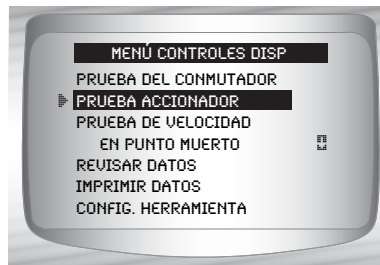 MENÚ CONTROLES DISP
PRUEBA DEL CONMUTADOR
PRUEBA ACCIONADOR
PRUEBA DE VELOCIDAD
EN PUNTO MUERTO
REVISAR DATOS
IMPRIMIR DATOS
CONFIG. HERRAMIENTA